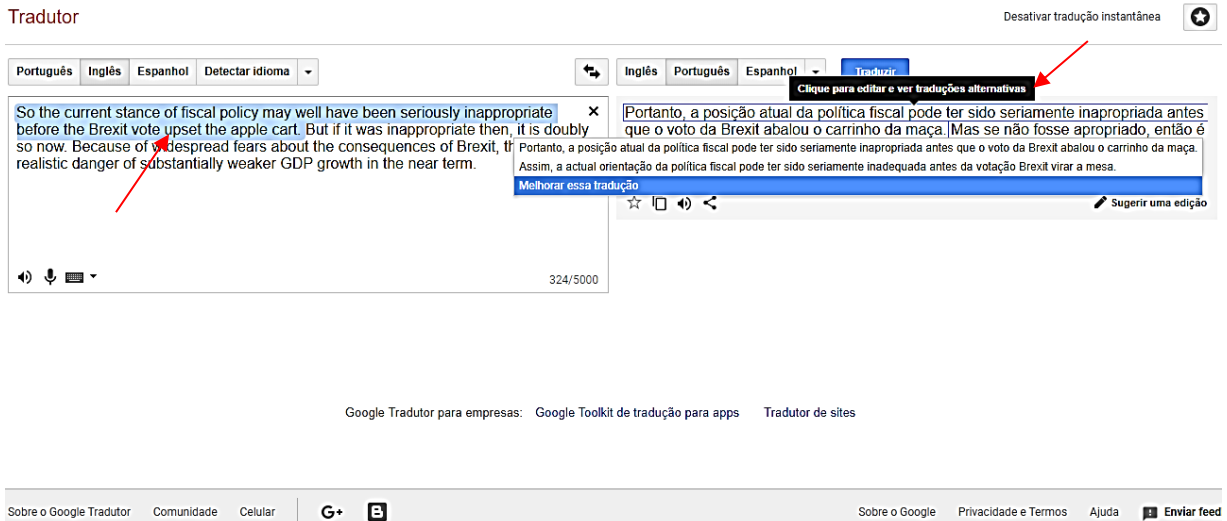 Tradutor
Desativar tradução instantânea
Português Inglês Espanhol Detectar idioma
Inglês Português Espanhol Traduzir
Clique para editar e ver traduções alternativas
So the current stance of fiscal policy may well have been seriously inappropriate
before the Brexit vote upset the apple cart. But if it was inappropriate then, it is doubly
so now. Because of widespread fears about the consequences of Brexit, th
realistic danger of substantially weaker GDP growth in the near term.
324/5000
Portanto, a posição atual da política fiscal pode ter sido seriamente inapropriada antes
que o voto da Brexit abalou o carrinho da maça. Mas se não fosse apropriado, então é
Portanto, a posição atual da política fiscal pode ter sido seriamente inapropriada antes que o voto da Brexit abalou o carrinho da maça.
Assim, a actual orientação da política fiscal pode ter sido seriamente inadequada antes da votação Brexit virar a mesa.
Melhorar essa tradução
Sugerir uma edição
Google Tradutor para empresas: Google Toolkit de tradução para apps Tradutor de sites
Sobre o Google Tradutor Comunidade Celular G+ B Sobre o Google Privacidade e Termos Ajuda Enviar feed